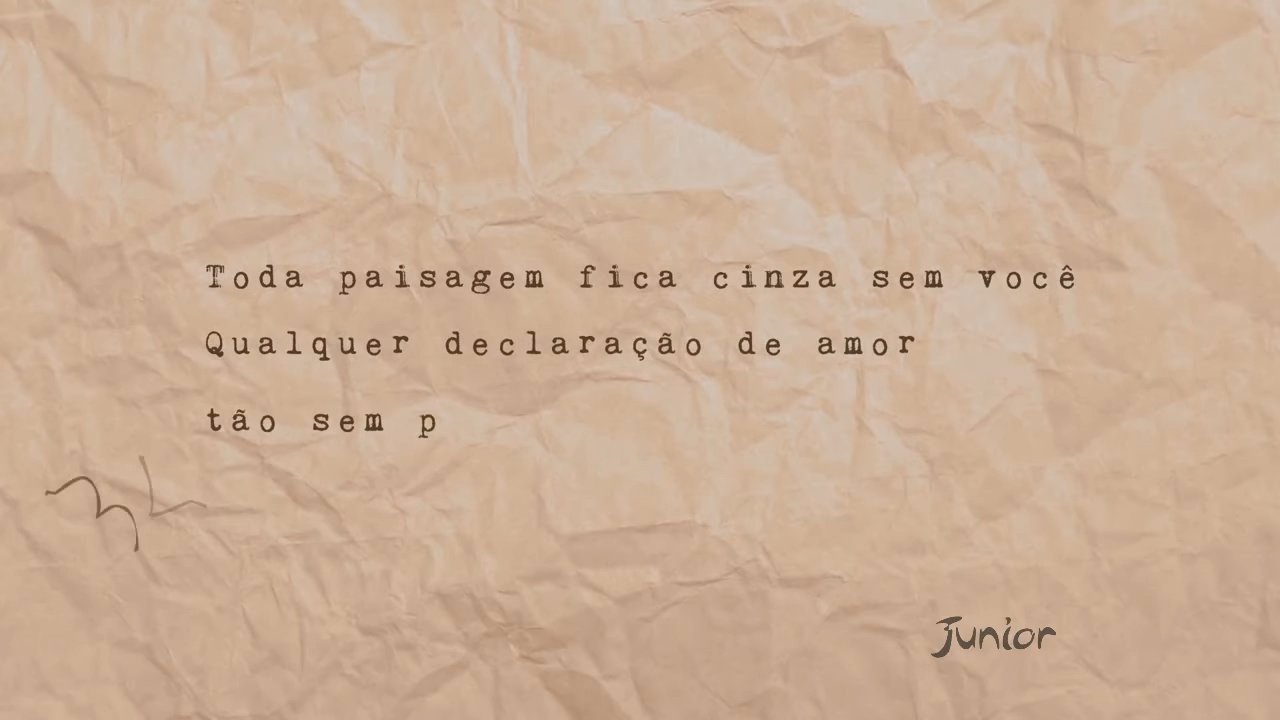 Toda paisagem fica cinza sem você
Qualquer declaração de amor
tão sem p
Junior